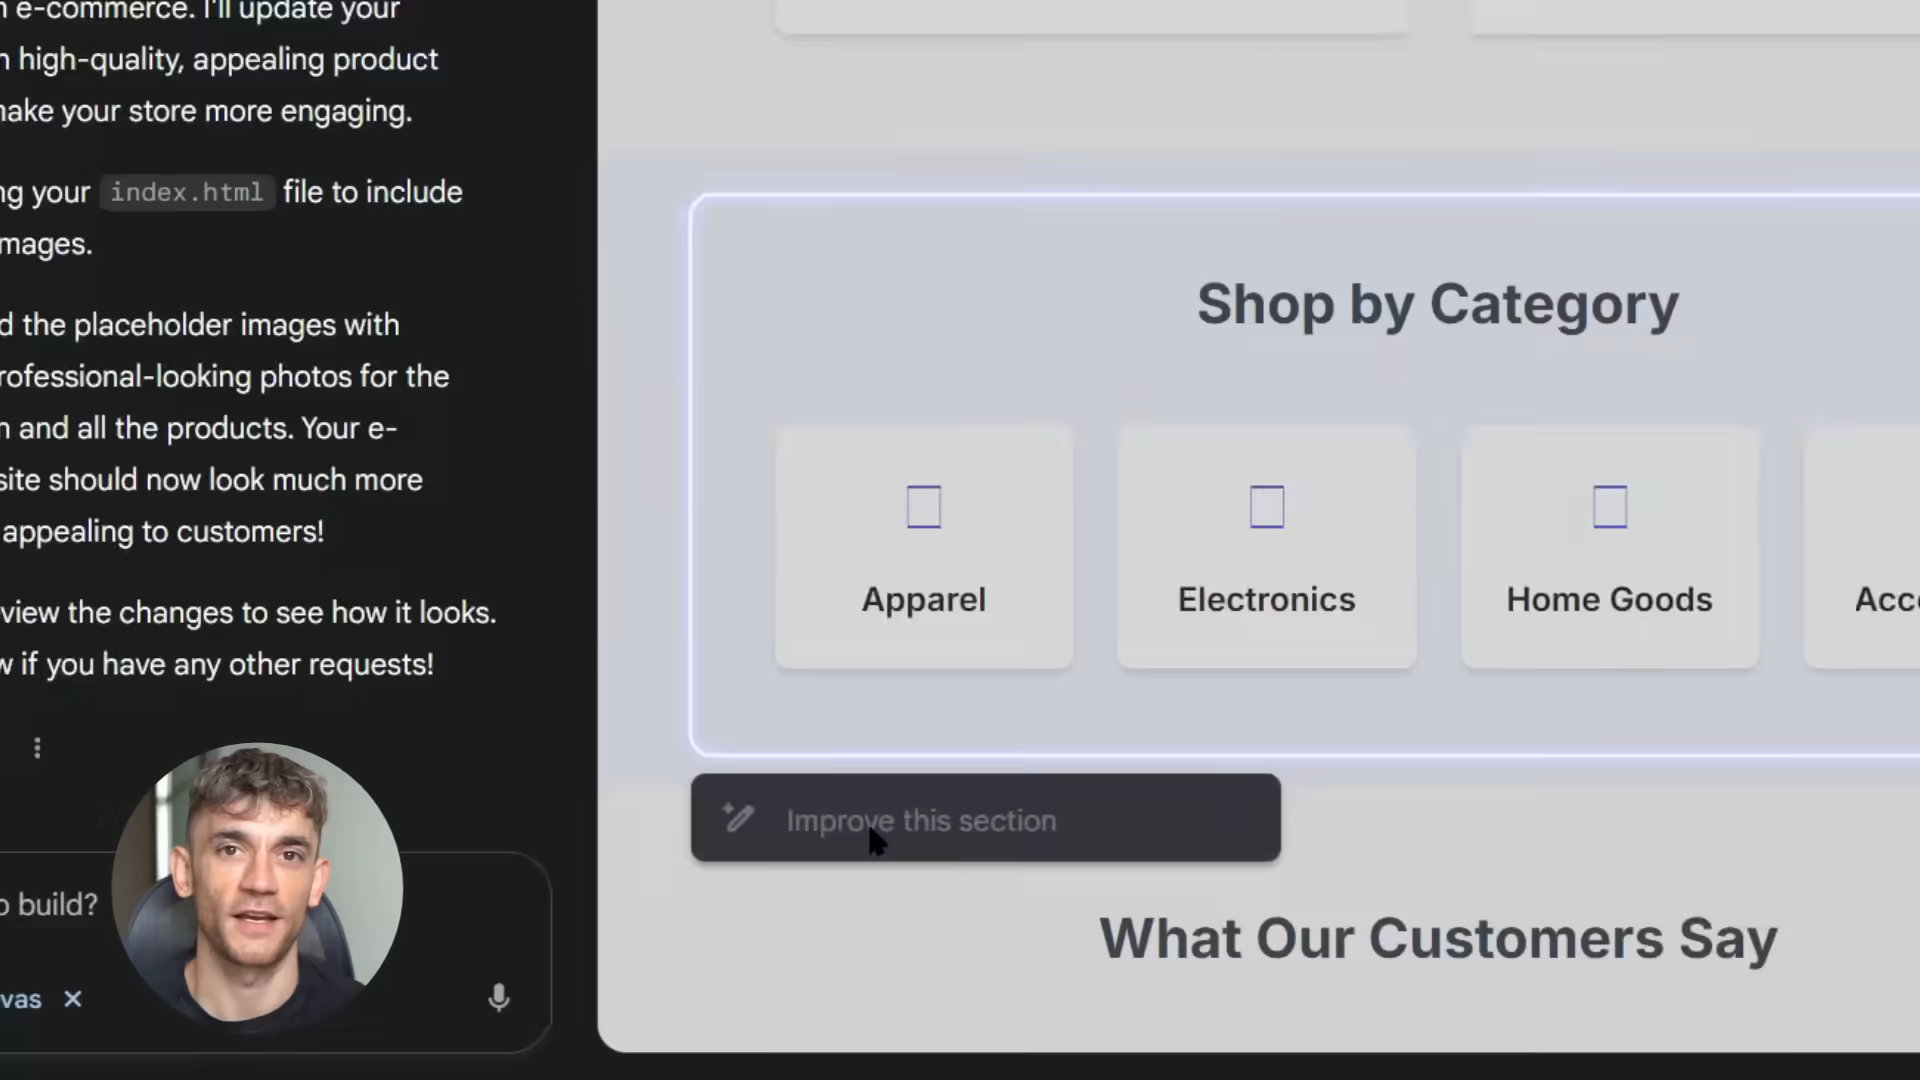 e-commerce. I'll update your
high-quality, appealing product
make your store more engaging.
your index.html file to include
images.
the placeholder images with
professional-looking photos for the
and all the products. Your e-
site should now look much more
appealing to customers!
view the changes to see how it looks.
if you have any other requests!
build?
vas ×
Shop by Category
Apparel
Electronics
Home Goods
Acc
Improve this section
What Our Customers Say